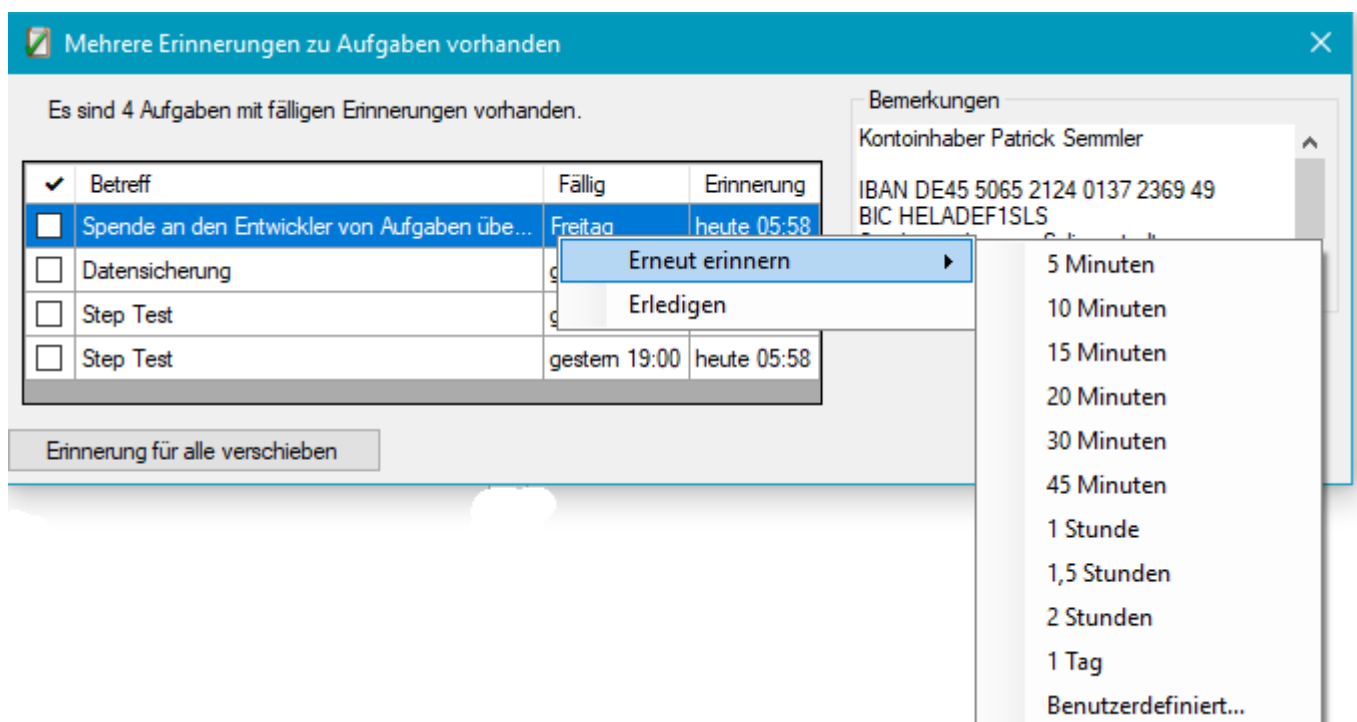 Mehrere Erinnerungen zu Aufgaben vorhanden
Es sind 4 Aufgaben mit fälligen Erinnerungen vorhanden.
Bemerkungen
Kontoinhaber Patrick Semmler
IBAN DE45 5065 2124 0137 2369 49
BIC HELADEF1SLS
Betreff Fällig Erinnerung
Spende an den Entwickler von Aufgaben übe... Freitag heute 05:58
Datensicherung
Step Test
Step Test gestern 19:00 heute 05:58
Erneut erinnern
Erledigen
5 Minuten
10 Minuten
15 Minuten
20 Minuten
30 Minuten
45 Minuten
1 Stunde
1,5 Stunden
2 Stunden
1 Tag
Benutzerdefiniert...
Erinnerung für alle verschieben